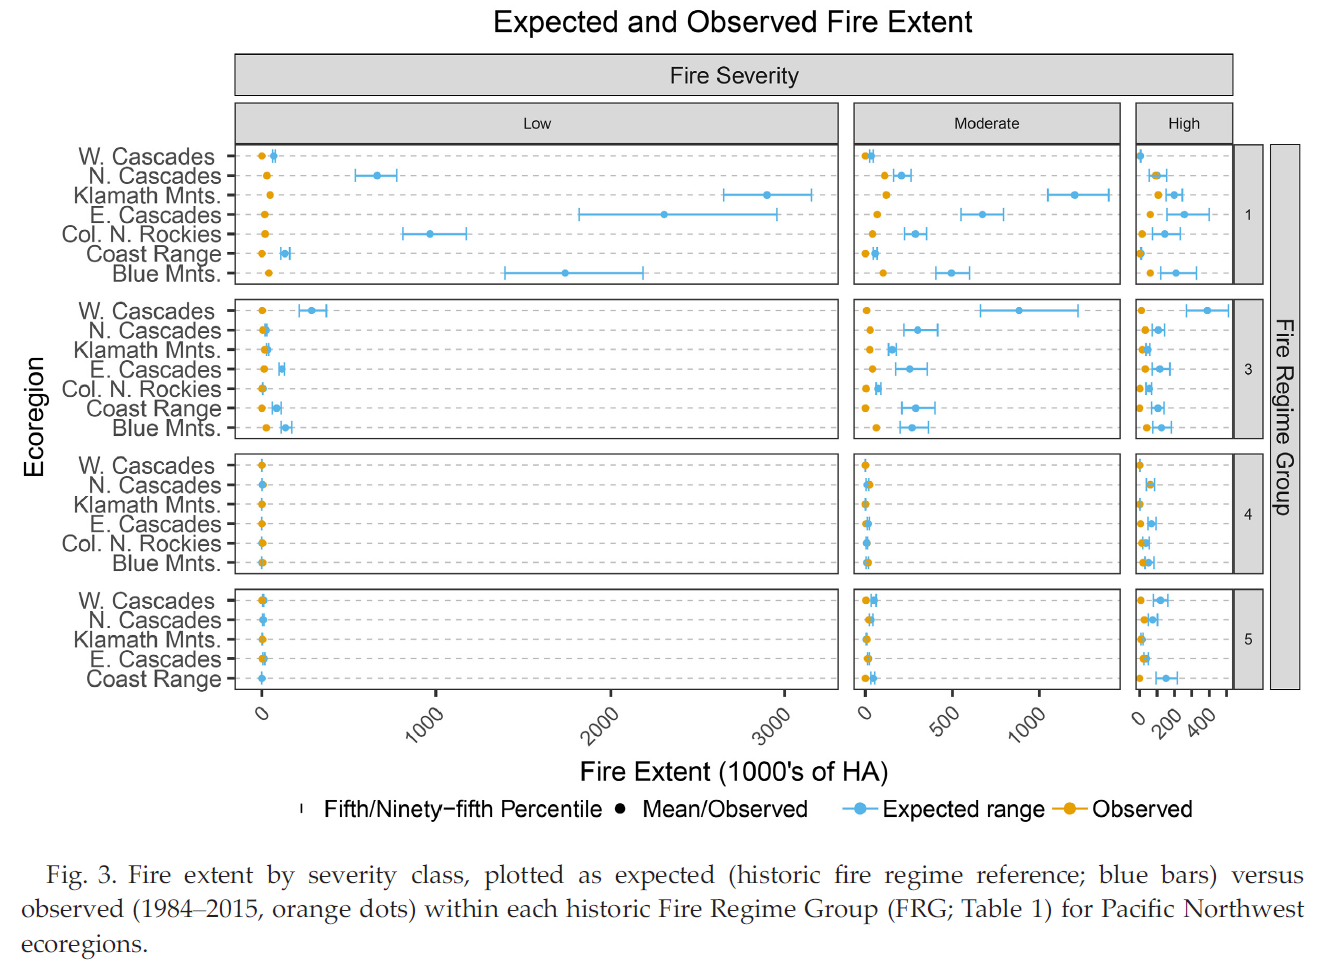 Expected and Observed Fire Extent
Fire Severity
Low
Moderate
High
W. Cascades
N. Cascades
Klamath Mnts.
E. Cascades
Col. N. Rockies
Coast Range
Blue Mnts.
1
W. Cascades
N. Cascades
Klamath Mnts.
E. Cascades
Col. N. Rockies
Coast Range
Blue Mnts.
3
W. Cascades
N. Cascades
Klamath Mnts.
E. Cascades
Col. N. Rockies
Blue Mnts.
4
W. Cascades
N. Cascades
Klamath Mnts.
E. Cascades
Coast Range
5
Ecoregion
Fire Regime Group
0
1000
2000
3000
0
500
1000
0
200
400
Fire Extent (1000's of HA)
Fifth/Ninety−fifth Percentile
Mean/Observed
Expected range
Observed
Fig. 3. Fire extent by severity class, plotted as expected (historic fire regime reference; blue bars) versus
observed (1984–2015, orange dots) within each historic Fire Regime Group (FRG; Table 1) for Pacific Northwest
ecoregions.